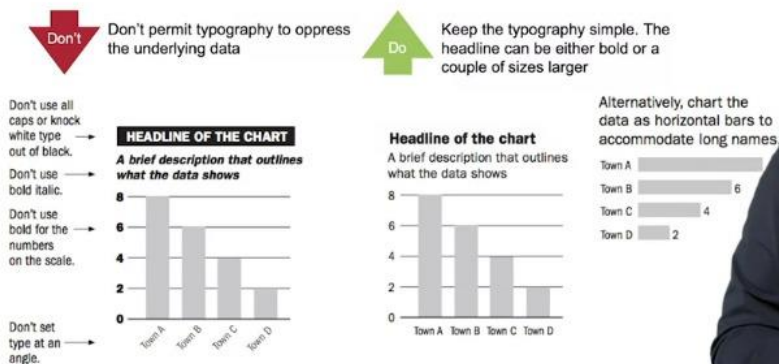 Don't
Don't permit typography to oppress
the underlying data
Do
Keep the typography simple. The
headline can be either bold or a
couple of sizes larger
Don't use all
caps or knock
white type
out of black.
Don't use
bold italic.
Don't use
bold for the
numbers
on the scale.
Don't set
type at an
angle.
HEADLINE OF THE CHART
A brief description that outlines
what the data shows
8
6
4
2
0
Town A
Town B
Town C
Town D
Headline of the chart
A brief description that outlines
what the data shows
8
6
4
2
0
Town A Town B Town C Town D
Alternatively, chart the
data as horizontal bars to
accommodate long names.
Town A
Town B 6
Town C 4
Town D 2